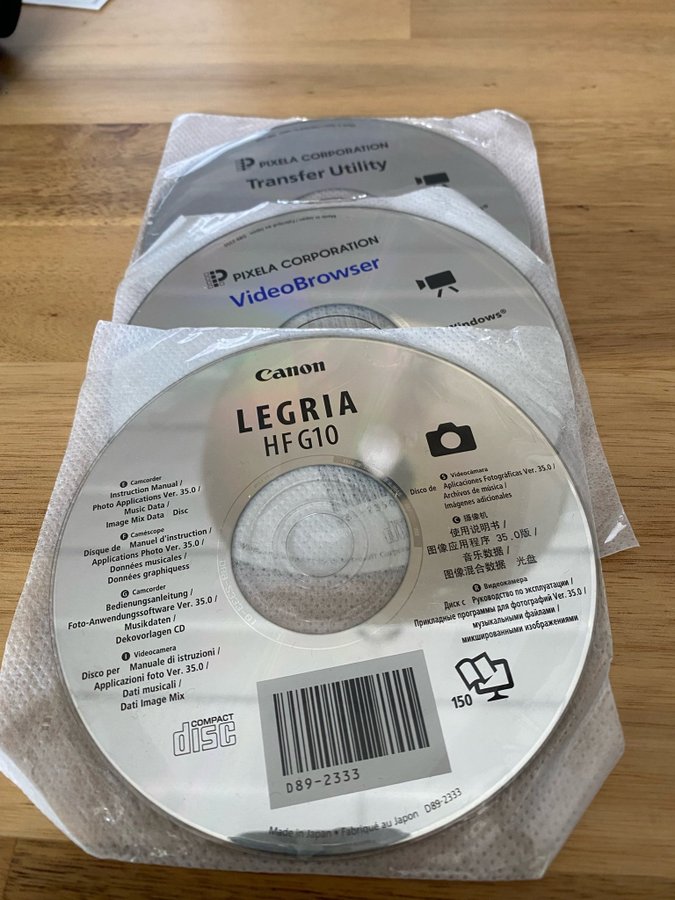 PIXELA CORPORATION
Transfer Utility
PIXELA CORPORATION
VideoBrowser
Windows®
Canon
LEGRIA
HF G10
E Camcorder
Instruction Manual /
Photo Applications Ver. 35.0 /
Music Data /
Image Mix Data Disc
F Caméscope
Disque de Manuel d'instruction /
Applications Photo Ver. 35.0 /
Données musicales /
Données graphiquess
G Camcorder
Bedienungsanleitung /
Foto-Anwendungssoftware Ver. 35.0 /
Musikdaten /
Dekovorlagen CD
I Videocamera
Disco per Manuale di istruzioni /
Applicazioni foto Ver. 35.0 /
Dati musicali /
Dati Image Mix
S Videocámara
Disco de Aplicaciones Fotográficas Ver. 35.0 /
Archivos de música /
Imágenes adicionales
C 摄像机
使用说明书 /
图像应用程序 35.0版 /
音乐数据 /
图像混合数据 光盘
R Видеокамера
Диск с Руководство по эксплуатации /
Прикладные программы для фотографий Ver. 35.0 /
музыкальными файлами /
микшированными изображениями
150
COMPACT
disc
D89-2333
Made in Japan • Fabriqué au Japon D89-2333